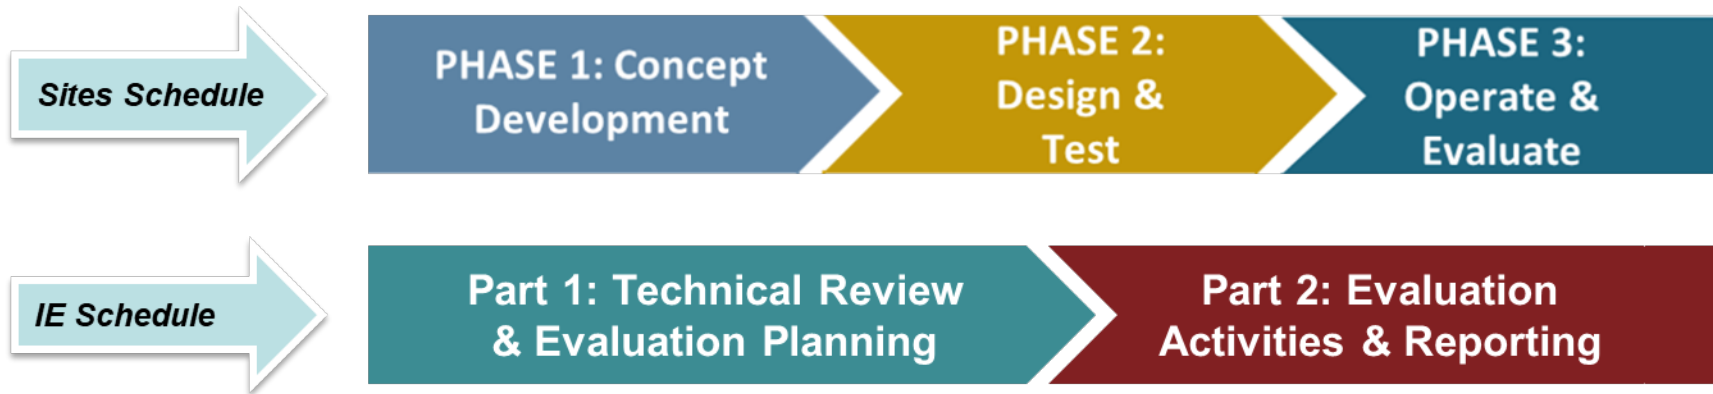 Sites Schedule
PHASE 1: Concept
Development
PHASE 2:
Design &
Test
PHASE 3:
Operate &
Evaluate
IE Schedule
Part 1: Technical Review
& Evaluation Planning
Part 2: Evaluation
Activities & Reporting